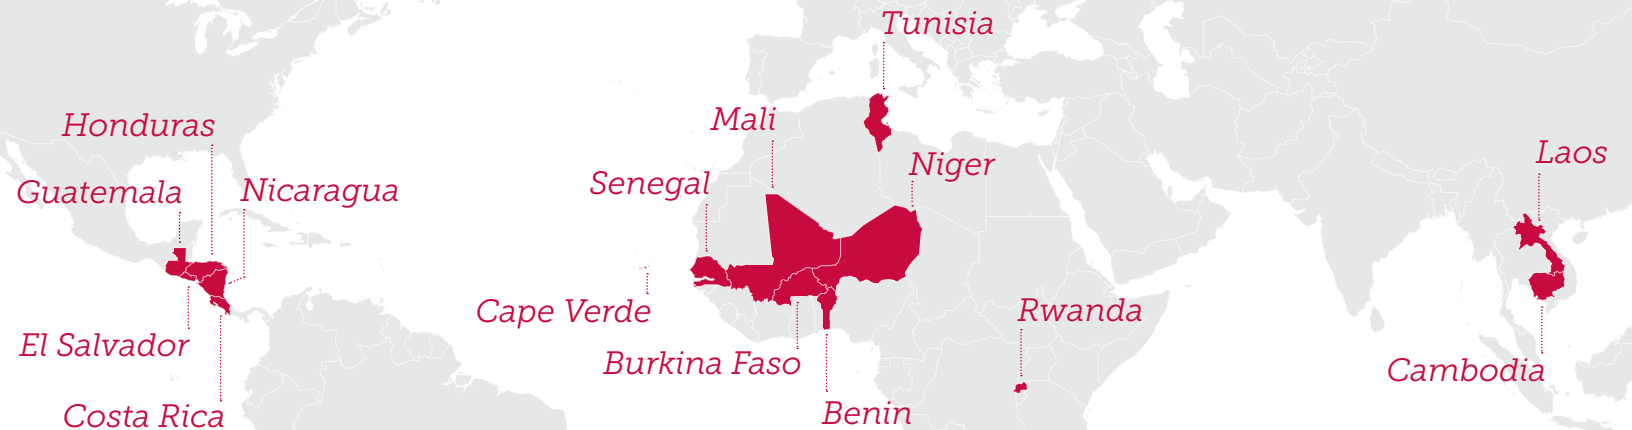 Tunisia
Honduras
Mali
Laos
Niger
Senegal
Guatemala
Nicaragua
Cape Verde
Rwanda
El Salvador
Burkina Faso
Cambodia
Costa Rica
Benin